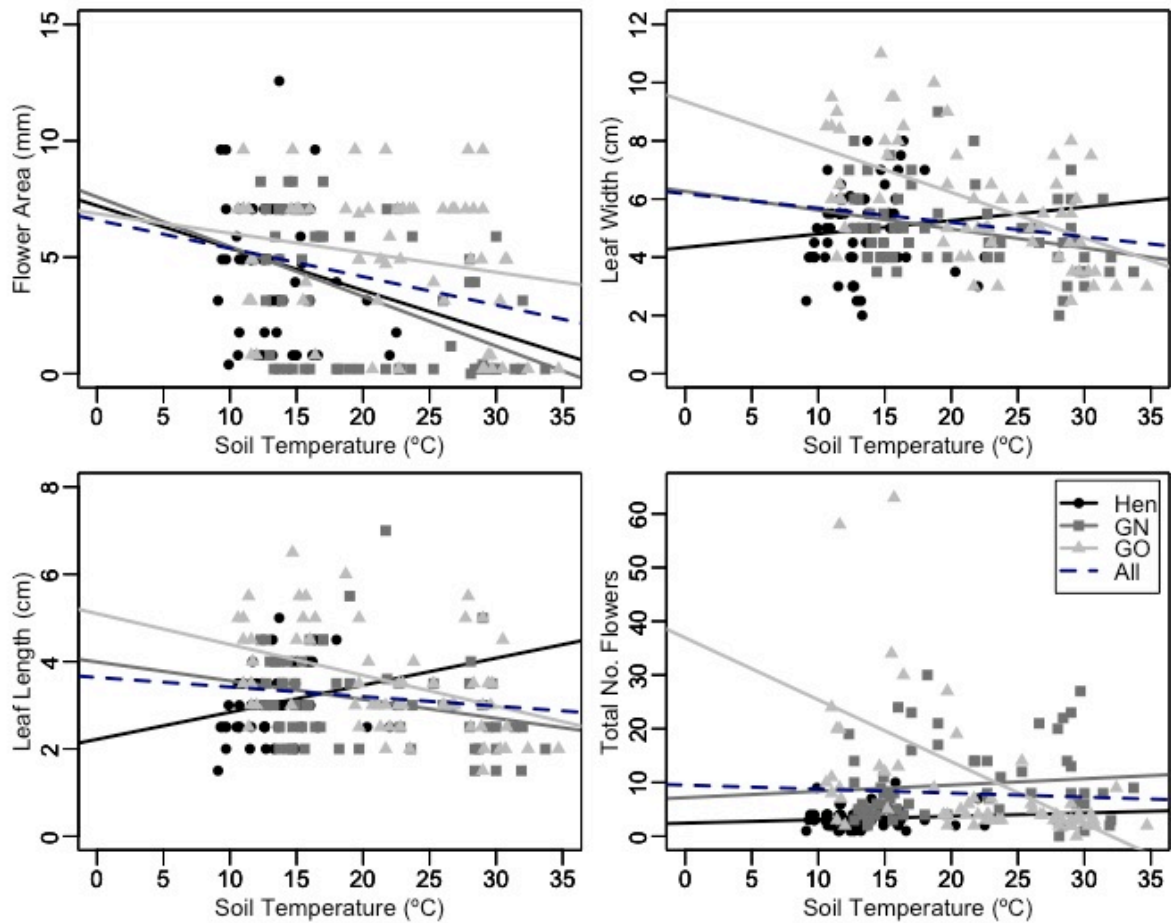 Flower Area (mm)
15
10
5
0
0 5 10 15 20 25 30 35
Soil Temperature (ºC)
Leaf Width (cm)
12
10
8
6
4
2
0
0 5 10 15 20 25 30 35
Soil Temperature (ºC)
Leaf Length (cm)
8
6
4
2
0
0 5 10 15 20 25 30 35
Soil Temperature (ºC)
Total No. Flowers
60
50
40
30
20
10
0
Hen
GN
GO
All
0 5 10 15 20 25 30 35
Soil Temperature (ºC)